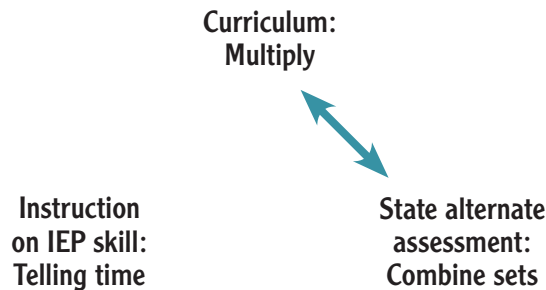 Curriculum:
Multiply
Instruction
on IEP skill:
Telling time
State alternate
assessment:
Combine sets